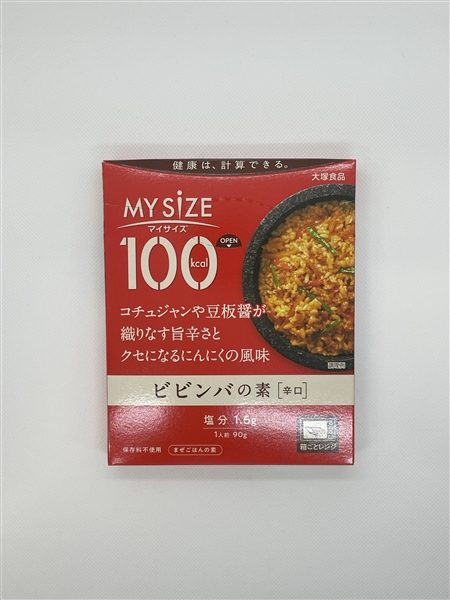 健康は、計算できる。
大塚食品
MY SiZE
マイサイズ
100kcal
OPEN
コチュジャンや豆板醤が
織りなす旨辛さと
クセになるにんにくの風味
調理例
ビビンバの素[辛口]
塩分 1.6g
1人前 90g
箱ごとレンジ
保存料不使用
まぜごはんの素